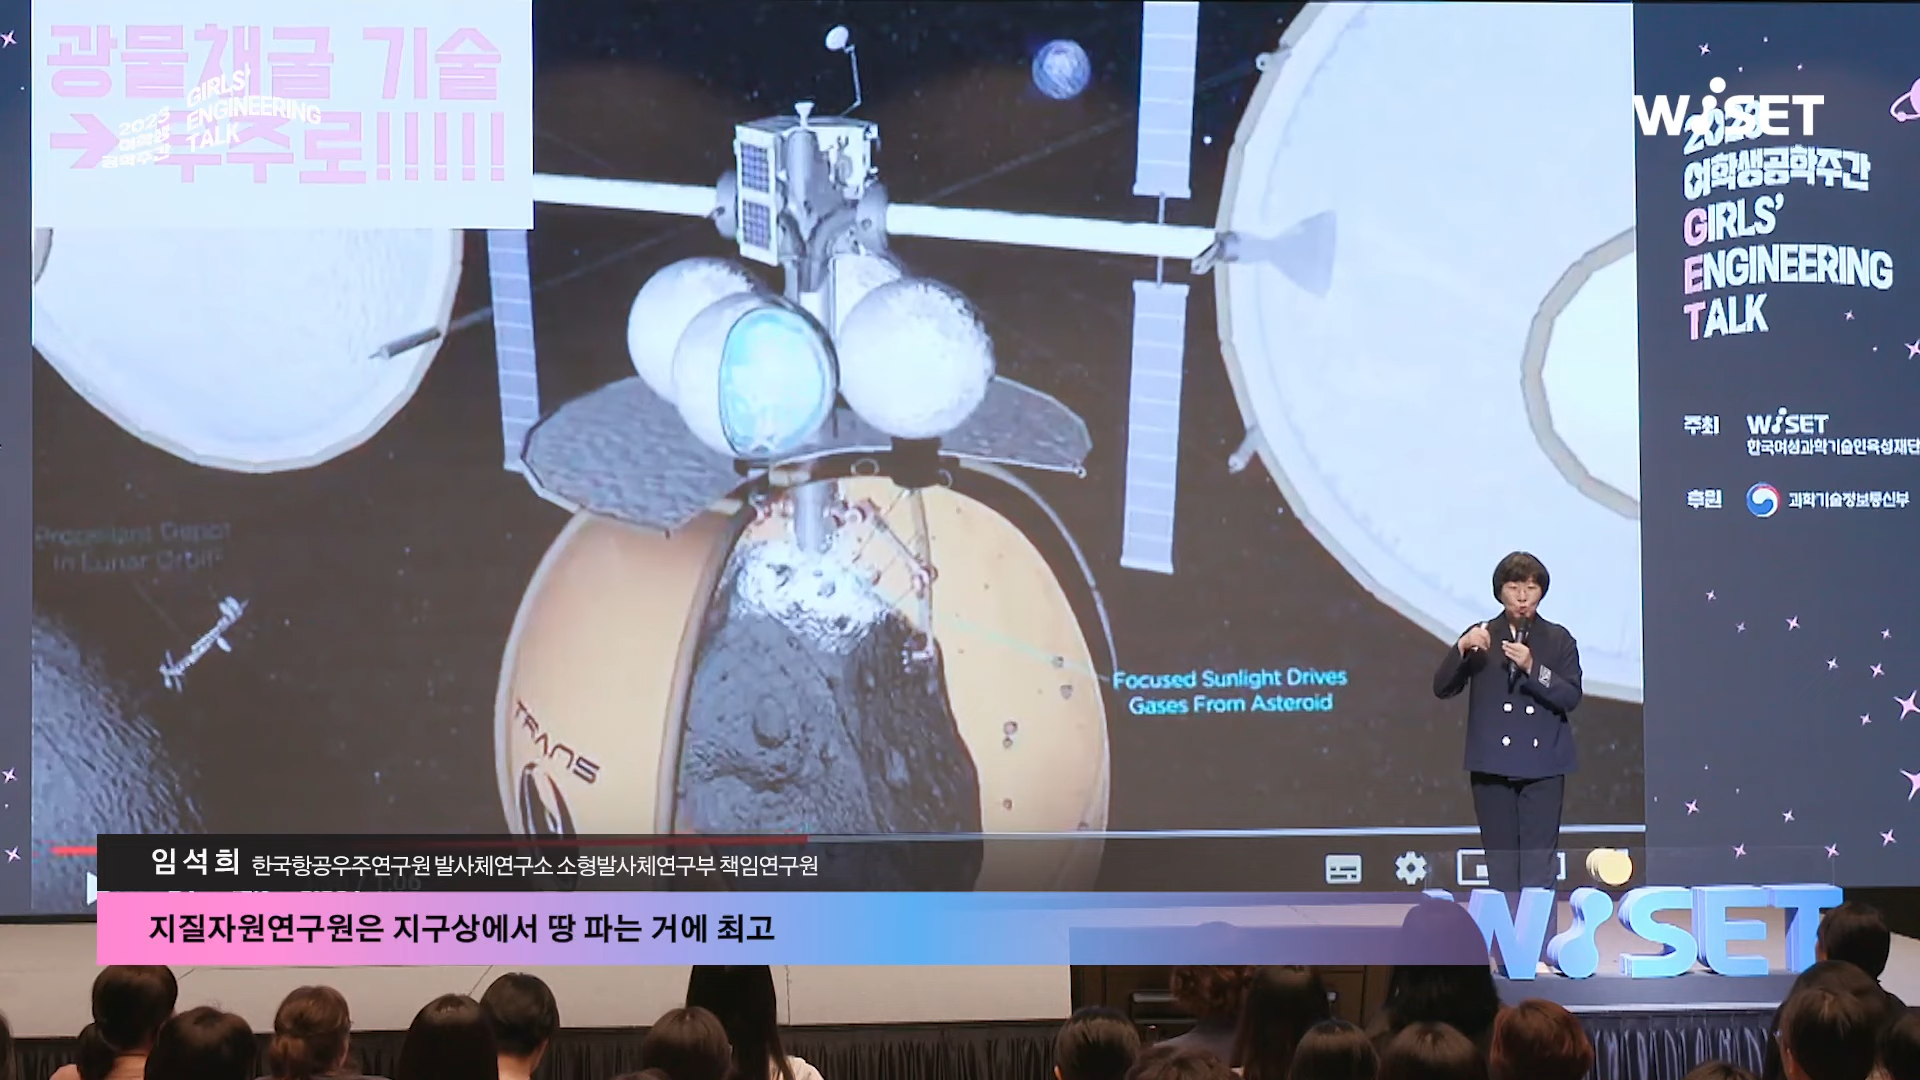 광물채굴 기술
→우주로!!!!!
2023
여학생
공학주간
GIRLS'
ENGINEERING
TALK
WISET
2023
여학생공학주간
GIRLS'
ENGINEERING
TALK
주최 WISET
한국여성과학기술인육성재단
후원 과학기술정보통신부
Propellant Depot
In Lunar Orbit
Focused Sunlight Drives
Gases From Asteroid
TRANS
임석희 한국항공우주연구원 발사체연구소 소형발사체연구부 책임연구원
지질자원연구원은 지구상에서 땅 파는 거에 최고
WISET